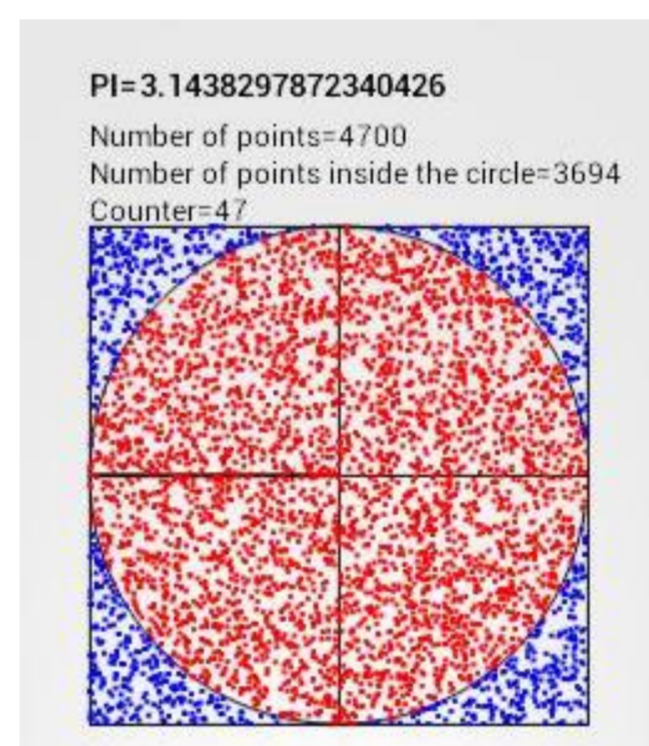 PI=3.1438297872340426
Number of points=4700
Number of points inside the circle=3694
Counter=47